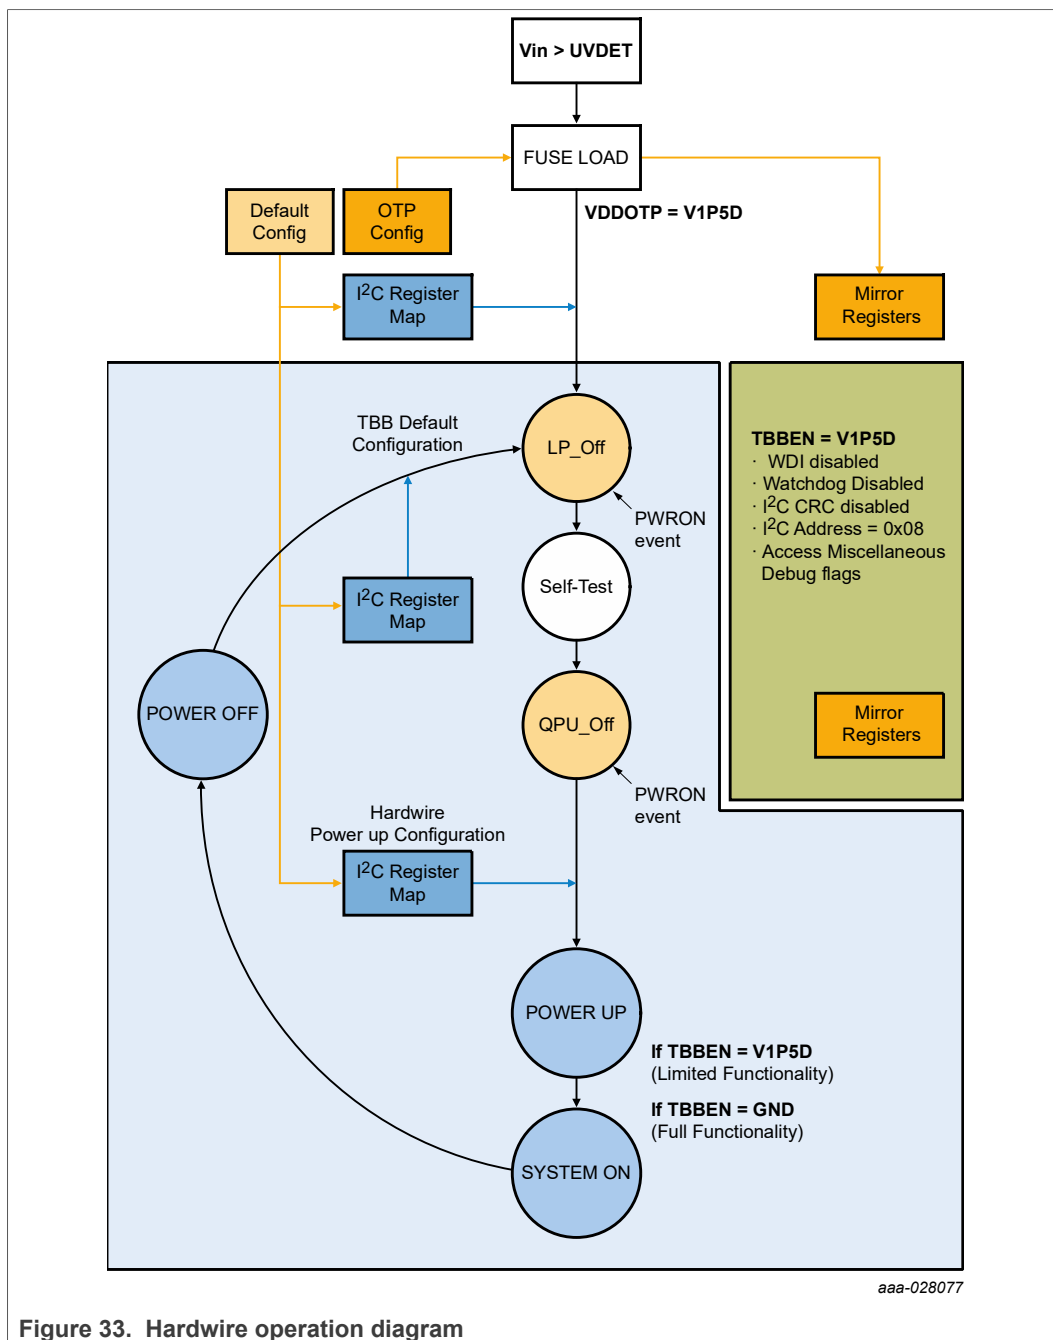 Vin > UVDET
FUSE LOAD
VDDOTP = V1P5D
Default
Config
OTP
Config
I2C Register
Map
Mirror
Registers
TBB Default
Configuration
LP_Off
PWRON
event
TBBEN = V1P5D
· WDI disabled
· Watchdog Disabled
· I2C CRC disabled
· I2C Address = 0x08
· Access Miscellaneous
Debug flags
Self-Test
I2C Register
Map
POWER OFF
QPU_Off
Mirror
Registers
PWRON
event
Hardwire
Power up Configuration
I2C Register
Map
POWER UP
If TBBEN = V1P5D
(Limited Functionality)
If TBBEN = GND
(Full Functionality)
SYSTEM ON
aaa-028077
Figure 33. Hardwire operation diagram